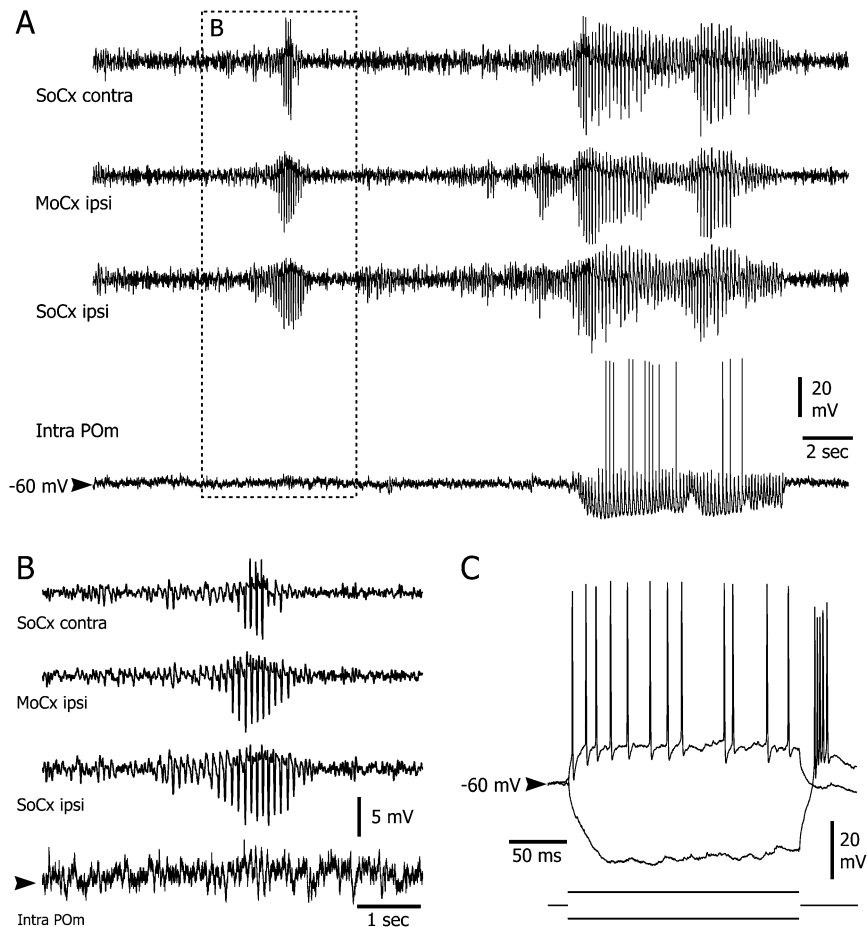 A
B
SoCx contra
MoCx ipsi
SoCx ipsi
Intra POm
20
mV
2 sec
-60 mV
B
SoCx contra
MoCx ipsi
SoCx ipsi
5 mV
Intra POm
1 sec
C
-60 mV
50 ms
20
mV